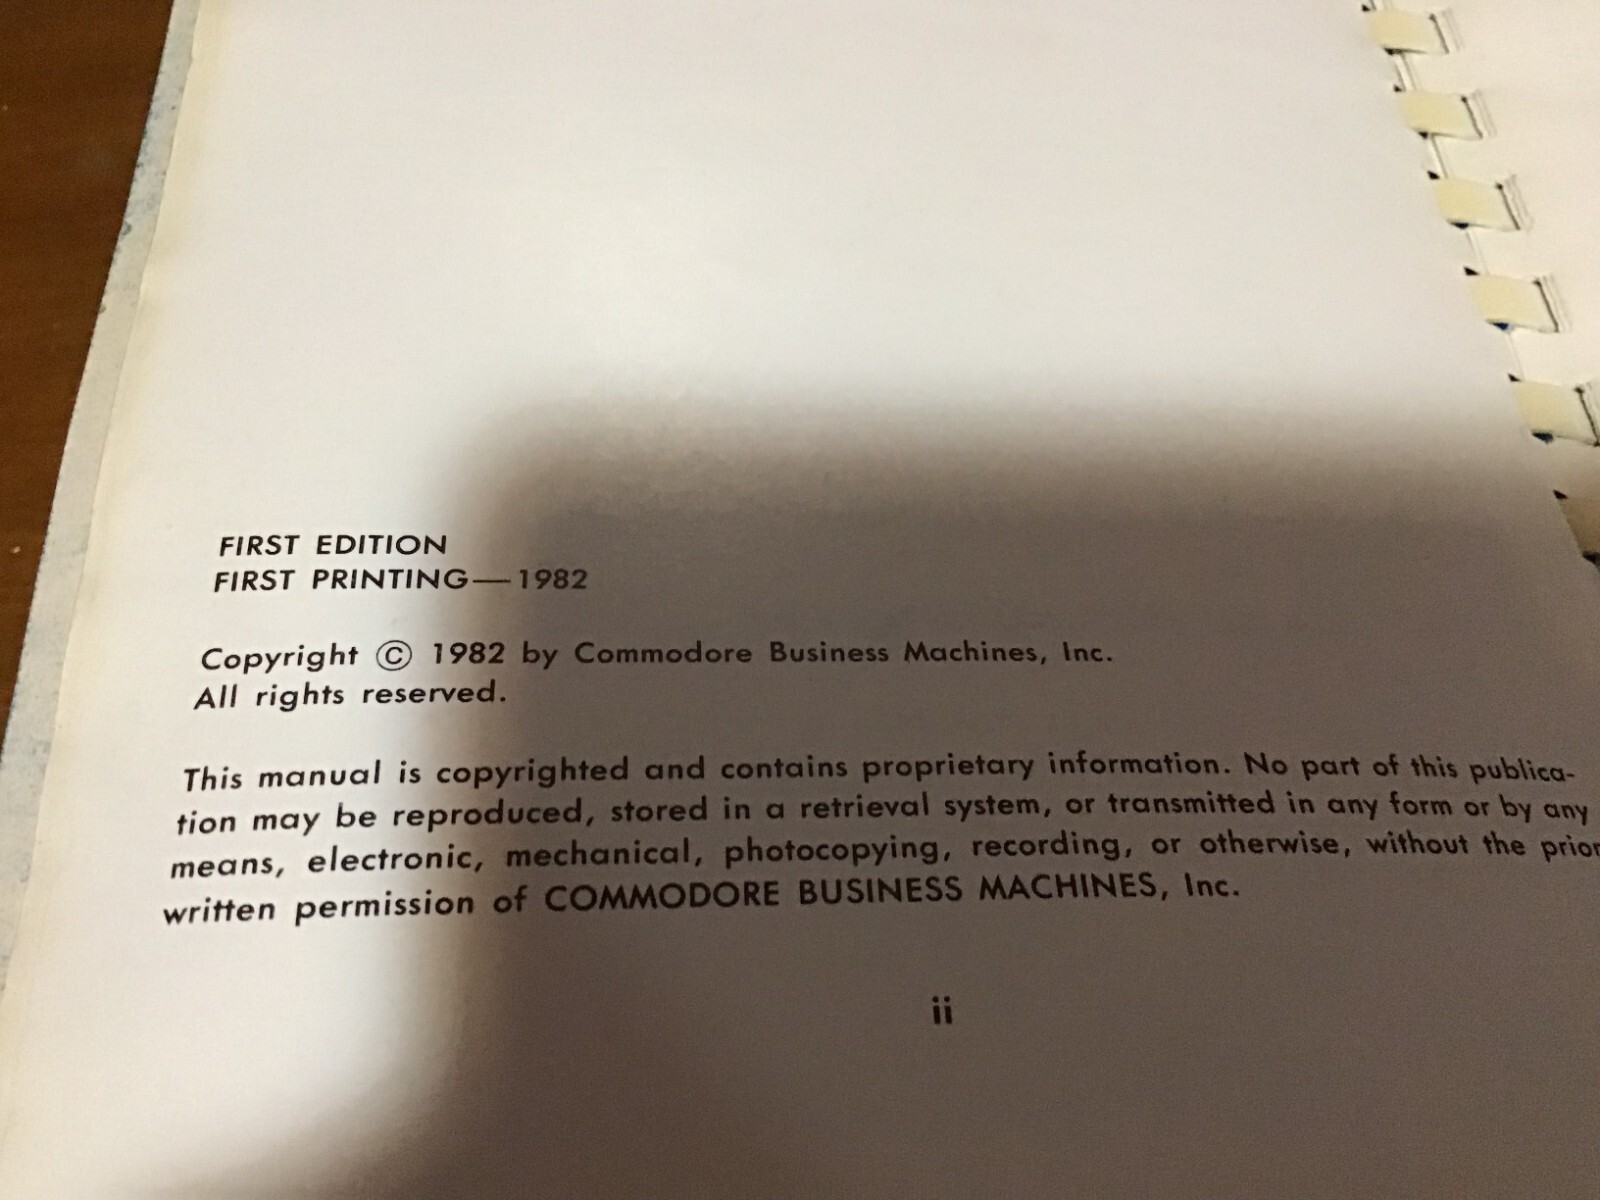 FIRST EDITION
FIRST PRINTING—1982
Copyright © 1982 by Commodore Business Machines, Inc.
All rights reserved.
This manual is copyrighted and contains proprietary information. No part of this publica-
tion may be reproduced, stored in a retrieval system, or transmitted in any form or by any
means, electronic, mechanical, photocopying, recording, or otherwise, without the prior
written permission of COMMODORE BUSINESS MACHINES, Inc.
ii